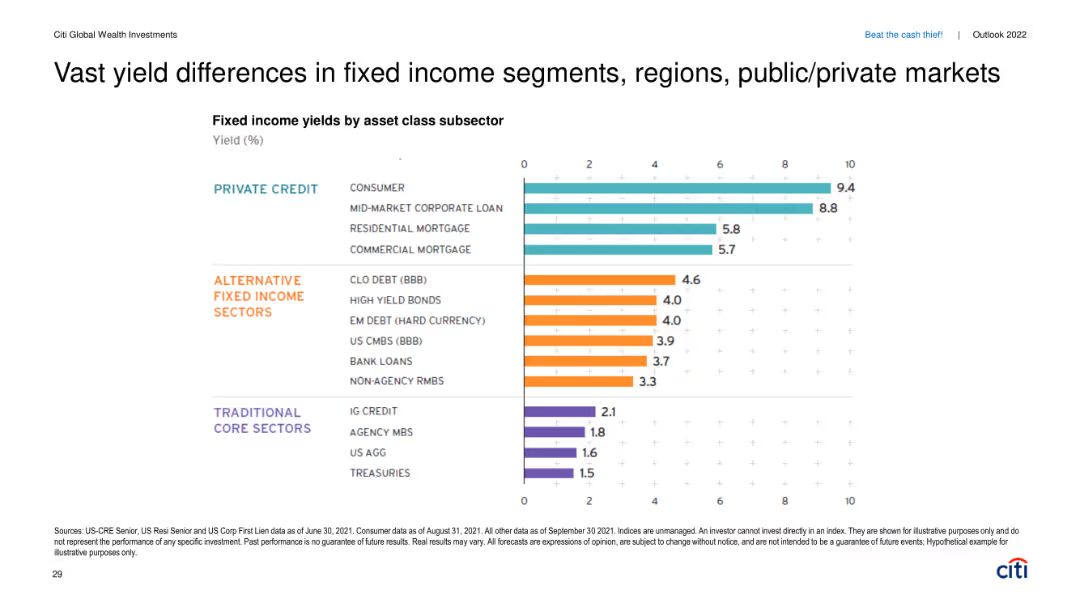 Citi Global Wealth Investments
Beat the cash thief! | Outlook 2022
Vast yield differences in fixed income segments, regions, public/private markets
Fixed income yields by asset class subsector
Yield (%)
0 2 4 6 8 10
PRIVATE CREDIT
CONSUMER 9.4
MID-MARKET CORPORATE LOAN 8.8
RESIDENTIAL MORTGAGE 5.8
COMMERCIAL MORTGAGE 5.7
ALTERNATIVE
FIXED INCOME
SECTORS
CLO DEBT (BBB) 4.6
HIGH YIELD BONDS 4.0
EM DEBT (HARD CURRENCY) 4.0
US CMBS (BBB) 3.9
BANK LOANS 3.7
NON-AGENCY RMBS 3.3
TRADITIONAL
CORE SECTORS
IG CREDIT 2.1
AGENCY MBS 1.8
US AGG 1.6
TREASURIES 1.5
0 2 4 6 8 10
Sources: US-CRE Senior, US Resi Senior and US Corp First Lien data as of June 30, 2021. Consumer data as of August 31, 2021. All other data as of September 30 2021. Indices are unmanaged. An investor cannot invest directly in an index. They are shown for illustrative purposes only and do
not represent the performance of any specific investment. Past performance is no guarantee of future results. Real results may vary. All forecasts are expressions of opinion, are subject to change without notice, and are not intended to be a guarantee of future events; Hypothetical example for
illustrative purposes only.
29
citi